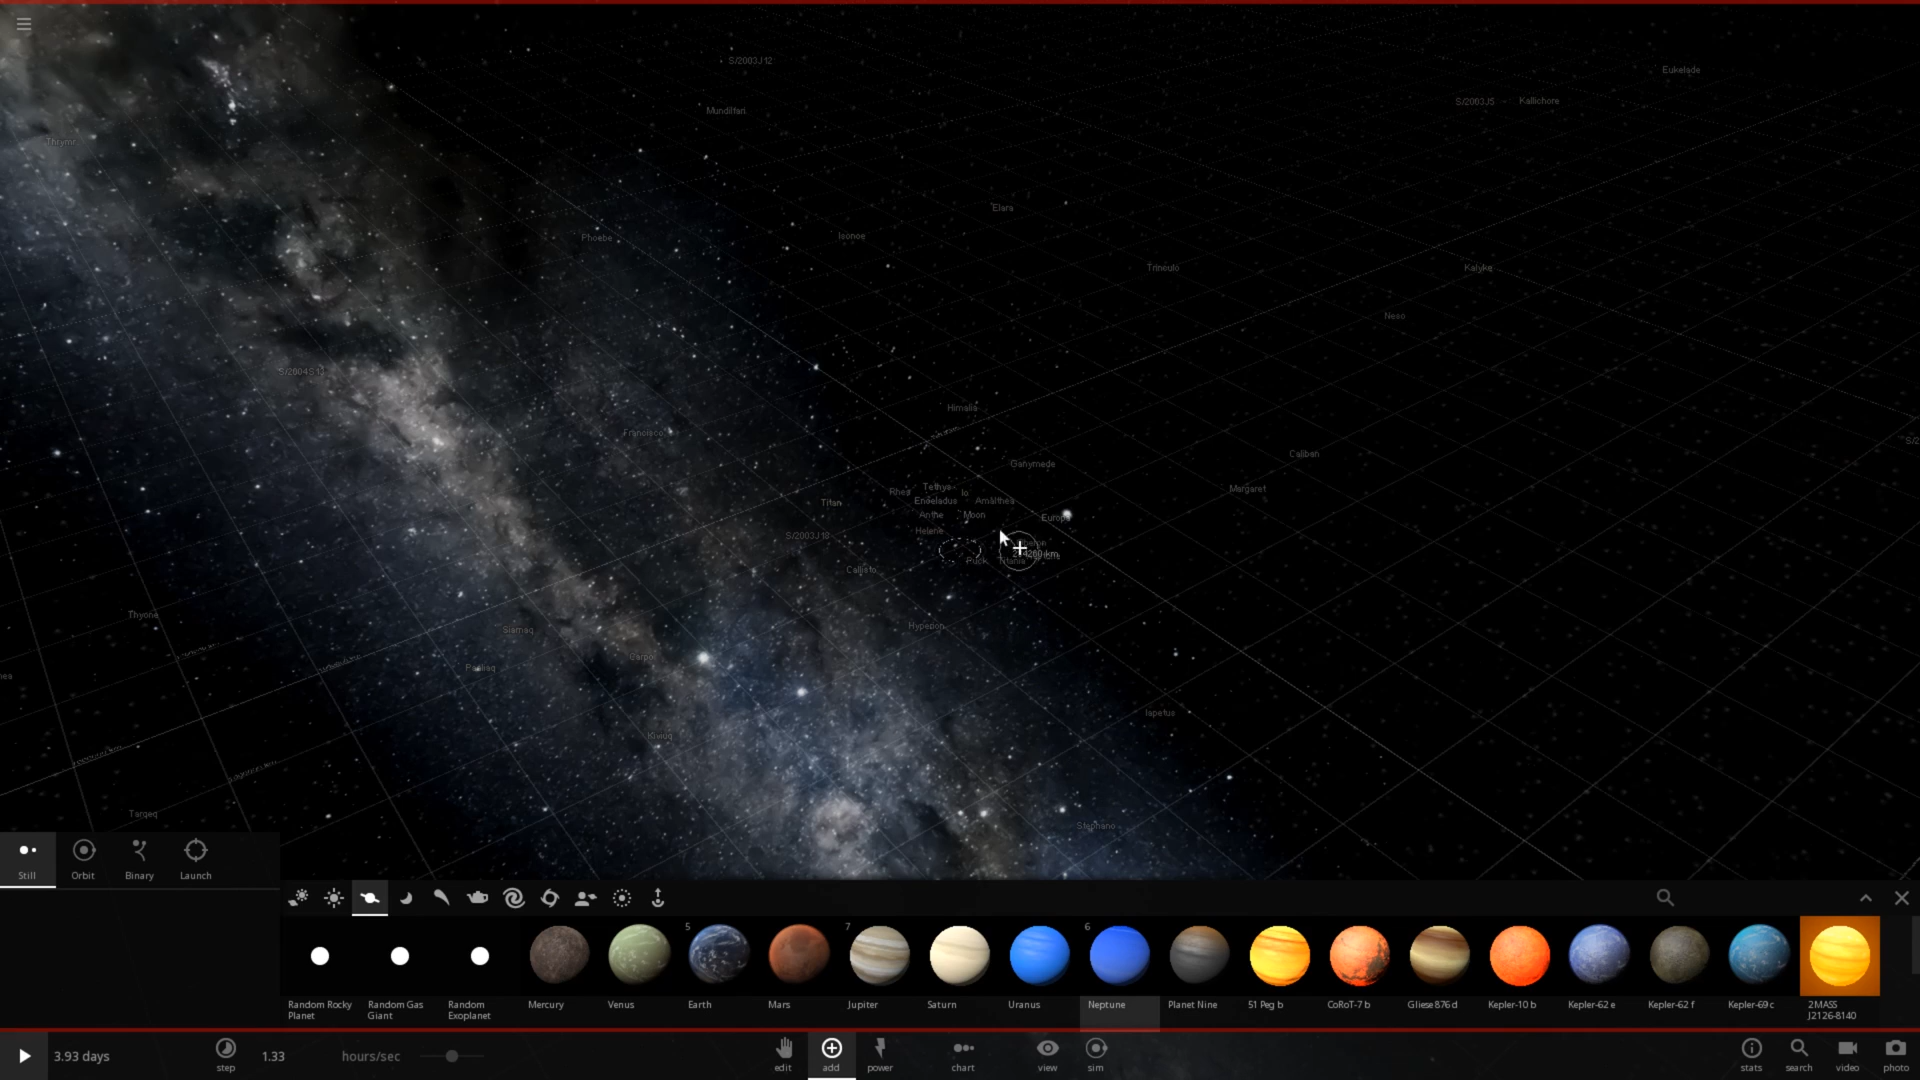 S/2003J12
Eukelade
S/2003J5
Kallichore
Mundilfari
Thrymr
Elara
Phoebe
Isonoe
Trinculo
Kalyke
Neso
S/2004S13
Himalia
Francisco
Caliban
Ganymede
Margaret
Rhea
Tethys
Io
Titan
Enceladus
Amalthea
Anthe
Moon
Europa
Helene
S/2003J18
Oberon
Puck
Titania
Callisto
Thyone
Hyperion
Siarnaq
Carpo
Paaliaq
Iapetus
Kiviuq
Tarqeq
Stephano
Still
Orbit
Binary
Launch
5
7
6
Random Rocky
Planet
Random Gas
Giant
Random
Exoplanet
Mercury
Venus
Earth
Mars
Jupiter
Saturn
Uranus
Neptune
Planet Nine
51 Peg b
CoRoT-7 b
Gliese 876 d
Kepler-10 b
Kepler-62 e
Kepler-62 f
Kepler-69 c
2MASS
J2126-8140
3.93 days
step
1.33
hours/sec
edit
add
power
chart
view
sim
stats
search
video
photo